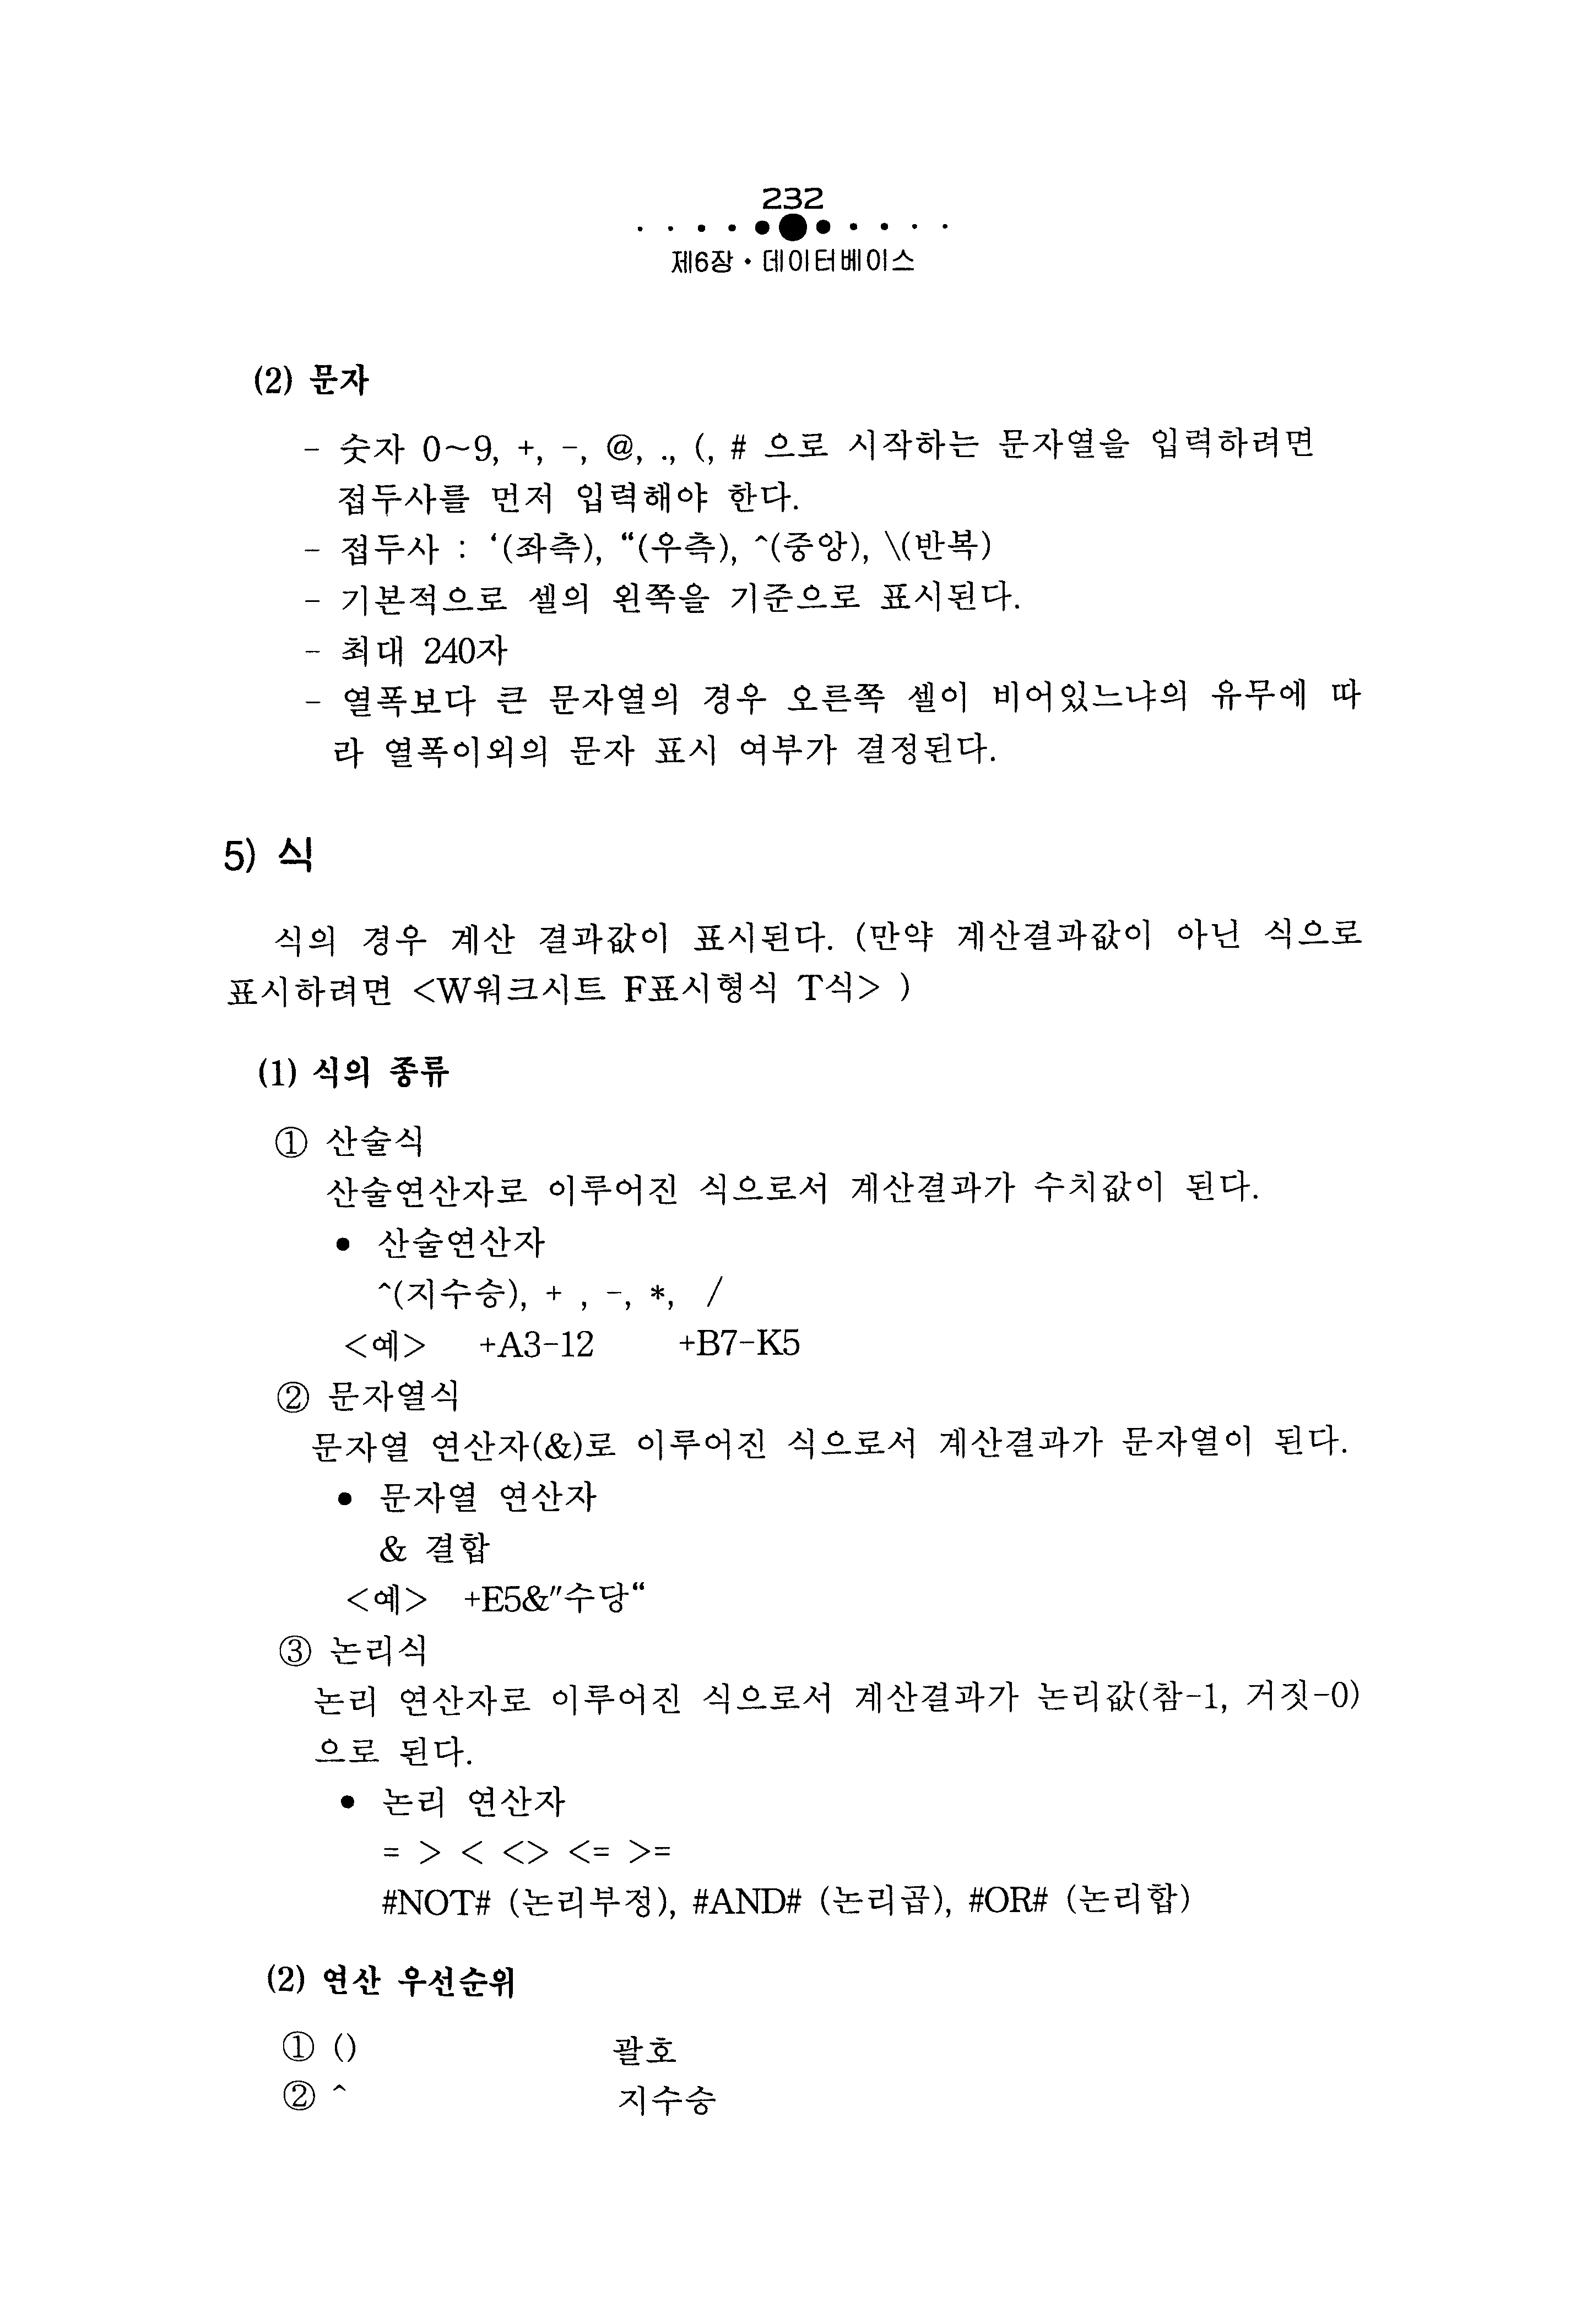 232
제6장・데이터베이스
(2) 문자
- 숫자 0~9, +, -, @, ., (, # 으로 시작하는 문자열을 입력하려면
접두사를 먼저 입력해야 한다.
- 접두사 : ‘(좌측), “(우측), ^(중앙), \(반복)
- 기본적으로 셀의 왼쪽을 기준으로 표시된다.
- 최대 240자
- 열폭보다 큰 문자열의 경우 오른쪽 셀이 비어있느냐의 유무에 따
라 열폭이외의 문자 표시 여부가 결정된다.
5) 식
식의 경우 계산 결과값이 표시된다. (만약 계산결과값이 아닌 식으로
표시하려면 <W워크시트 F표시형식 T식> )
(1) 식의 종류
① 산술식
산술연산자로 이루어진 식으로서 계산결과가 수치값이 된다.
● 산술연산자
^(지수승), + , -, *, /
<예> +A3-12 +B7-K5
② 문자열식
문자열 연산자(&)로 이루어진 식으로서 계산결과가 문자열이 된다.
● 문자열 연산자
& 결합
<예> +E5&"수당“
③ 논리식
논리 연산자로 이루어진 식으로서 계산결과가 논리값(참-1, 거짓-0)
으로 된다.
● 논리 연산자
= > < <> <= >=
#NOT# (논리부정), #AND# (논리곱), #OR# (논리합)
(2) 연산 우선순위
① () 괄호
② ^ 지수승